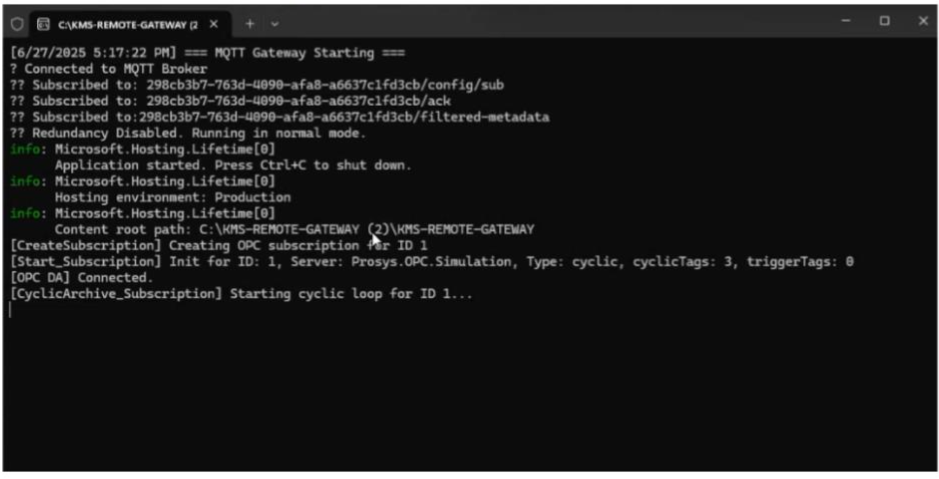 C:\KMS-REMOTE-GATEWAY (2
[6/27/2025 5:17:22 PM] === MQTT Gateway Starting ===
? Connected to MQTT Broker
?? Subscribed to: 298cb3b7-763d-4090-afa8-a6637c1fd3cb/config/sub
?? Subscribed to: 298cb3b7-763d-4090-afa8-a6637c1fd3cb/ack
?? Subscribed to:298cb3b7-763d-4090-afa8-a6637c1fd3cb/filtered-metadata
?? Redundancy Disabled. Running in normal mode.
info: Microsoft.Hosting.Lifetime[0]
Application started. Press Ctrl+C to shut down.
info: Microsoft.Hosting.Lifetime[0]
Hosting environment: Production
info: Microsoft.Hosting.Lifetime[0]
Content root path: C:\KMS-REMOTE-GATEWAY (2)\KMS-REMOTE-GATEWAY
[CreateSubscription] Creating OPC subscription for ID 1
[Start_Subscription] Init for ID: 1, Server: Prosys.OPC.Simulation, Type: cyclic, cyclicTags: 3, triggerTags: 0
[OPC DA] Connected.
[CyclicArchive_Subscription] Starting cyclic loop for ID 1...